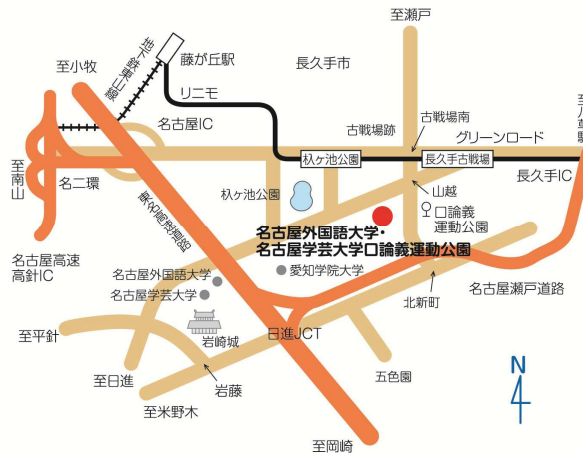 至瀬戸
藤が丘駅
長久手市
至小牧
地下鉄東山線
リニモ
名古屋IC
古戦場跡
古戦場南
グリーンロード
至八草駅
杁ヶ池公園
長久手古戦場
長久手IC
至南山
名二環
杁ヶ池公園
山越
口論義
運動公園
東名高速道路
名古屋外国語大学・
名古屋学芸大学口論義運動公園
名古屋高速
高針IC
名古屋外国語大学
愛知学院大学
名古屋学芸大学
名古屋瀬戸道路
北新町
岩崎城
日進JCT
至平針
至日進
岩藤
五色園
至米野木
至岡崎
N
4